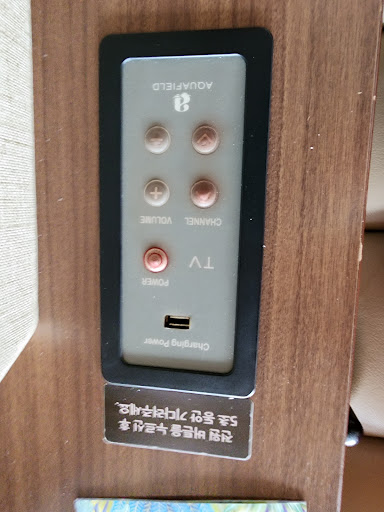 전원 버튼을 누르신 후
5초 동안 기다려주세요.
Charging Power
POWER
TV
CHANNEL VOLUME
+
AQUAFIELD